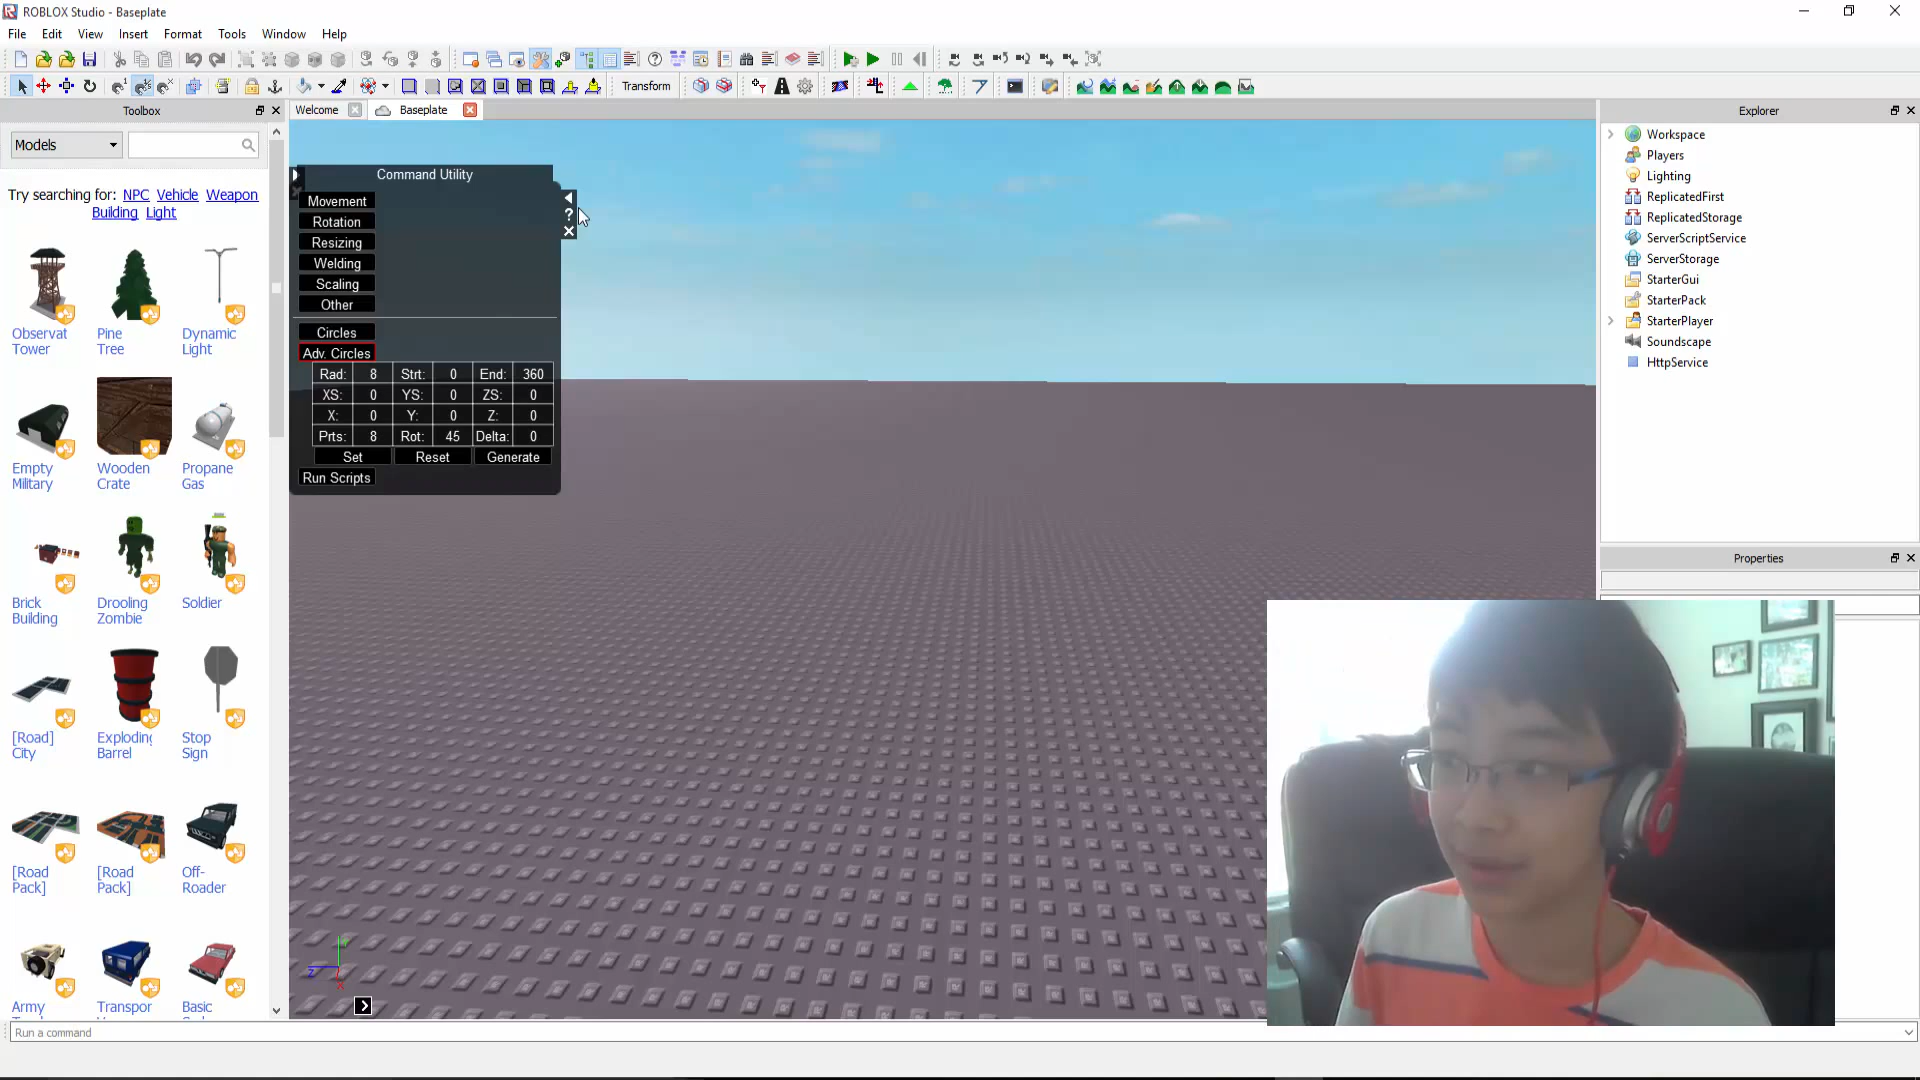 ROBLOX Studio - Baseplate
File Edit View Insert Format Tools Window Help
Transform
Toolbox
Welcome
Baseplate
Explorer
Models
Try searching for: NPC Vehicle Weapon
Building Light
Observat
Tower
Pine
Tree
Dynamic
Light
Empty
Military
Wooden
Crate
Propane
Gas
Brick
Building
Drooling
Zombie
Soldier
[Road]
City
Exploding
Barrel
Stop
Sign
[Road
Pack]
[Road
Pack]
Off-
Roader
Army
Transpor
Basic
Command Utility
Movement
Rotation
Resizing
Welding
Scaling
Other
Circles
Adv. Circles
Rad: 8 Strt: 0 End: 360
XS: 0 YS: 0 ZS: 0
X: 0 Y: 0 Z: 0
Prts: 8 Rot: 45 Delta: 0
Set Reset Generate
Run Scripts
?
Z
X
Workspace
Players
Lighting
ReplicatedFirst
ReplicatedStorage
ServerScriptService
ServerStorage
StarterGui
StarterPack
StarterPlayer
Soundscape
HttpService
Properties
Run a command